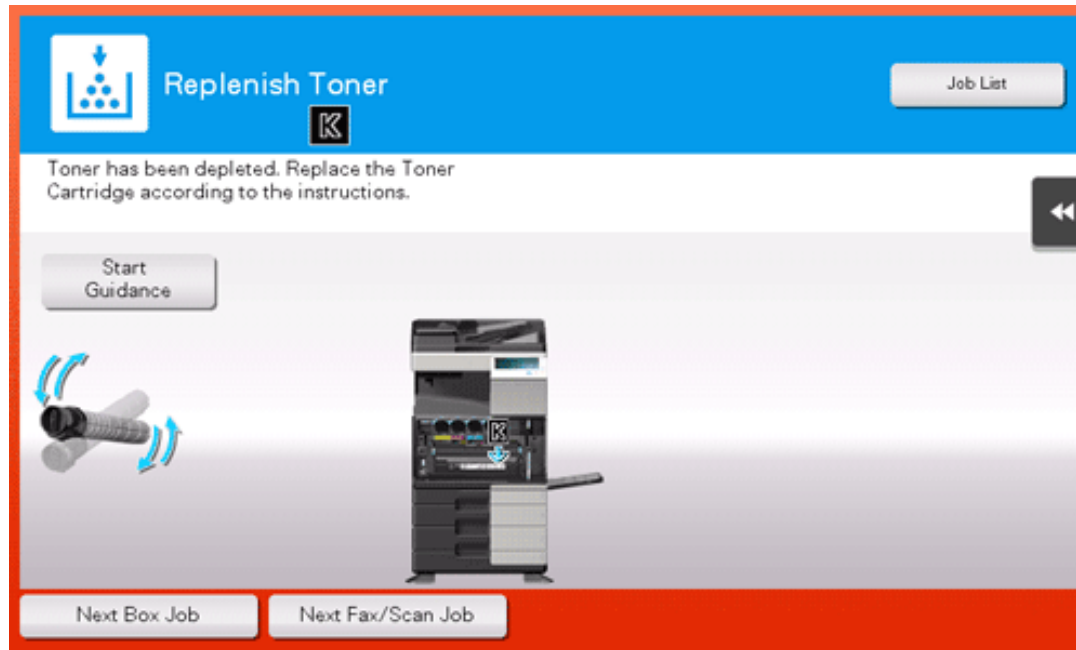 Replenish Toner
Job List
K
Toner has been depleted. Replace the Toner
Cartridge according to the instructions.
Start
Guidance
K
Next Box Job
Next Fax/Scan Job